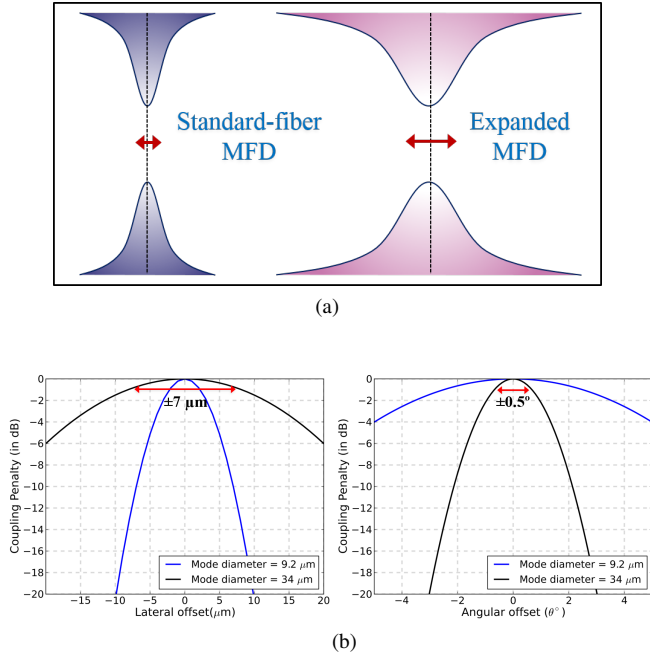 Standard-fiber
MFD
Expanded
MFD
(a)
0
−2
−4
−6
−8
−10
−12
−14
−16
−18
−20
Coupling Penalty (in dB)
±7 µm
Mode diameter = 9.2 µm
Mode diameter = 34 µm
−15 −10 −5 0 5 10 15 20
Lateral offset(µm)
0
−2
−4
−6
−8
−10
−12
−14
−16
−18
−20
Coupling Penalty (in dB)
±0.5º
Mode diameter = 9.2 µm
Mode diameter = 34 µm
−4 −2 0 2 4
Angular offset (θ°)
(b)